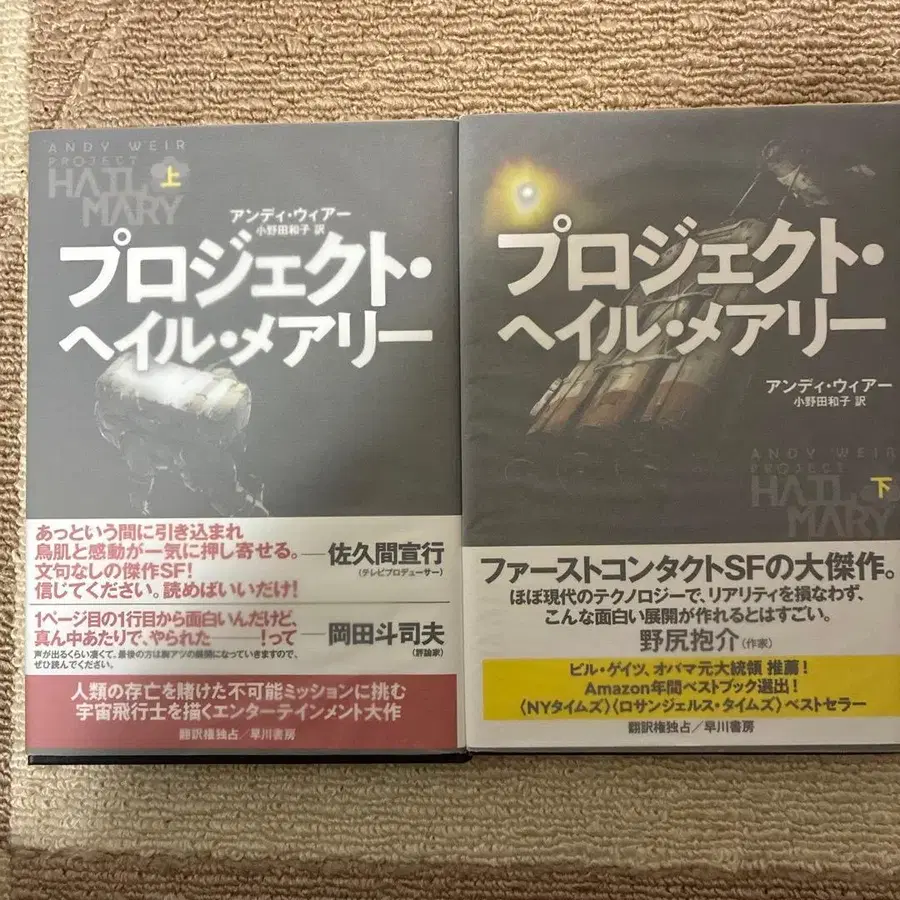 ANDY WEIR
PROJECT
HAIL
MARY
上
アンディ・ウィアー
小野田和子 訳
プロジェクト・
ヘイル・メアリー
あっという間に引き込まれ
鳥肌と感動が一気に押し寄せる。
文句なしの傑作SF!
信じてください。読めばいいだけ!
──佐久間宣行
(テレビプロデューサー)
1ページ目の1行目から面白いんだけど、
真ん中あたりで、やられた──!って
声が出るくらい凄くて、最後の方は胸アツの展開になっていきますので、
ぜひ読んでください。
──岡田斗司夫
(評論家)
人類の存亡を賭けた不可能ミッションに挑む
宇宙飛行士を描くエンターテインメント大作
翻訳権独占/早川書房
プロジェクト・
ヘイル・メアリー
アンディ・ウィアー
小野田和子 訳
ANDY WEIR
PROJECT
HAIL
MARY
下
ファーストコンタクトSFの大傑作。
ほぼ現代のテクノロジーで、リアリティを損なわず、
こんな面白い展開が作れるとはすごい。
野尻抱介(作家)
ビル・ゲイツ、オバマ元大統領 推薦!
Amazon年間ベストブック選出!
〈NYタイムズ〉〈ロサンジェルス・タイムズ〉ベストセラー
翻訳権独占/早川書房